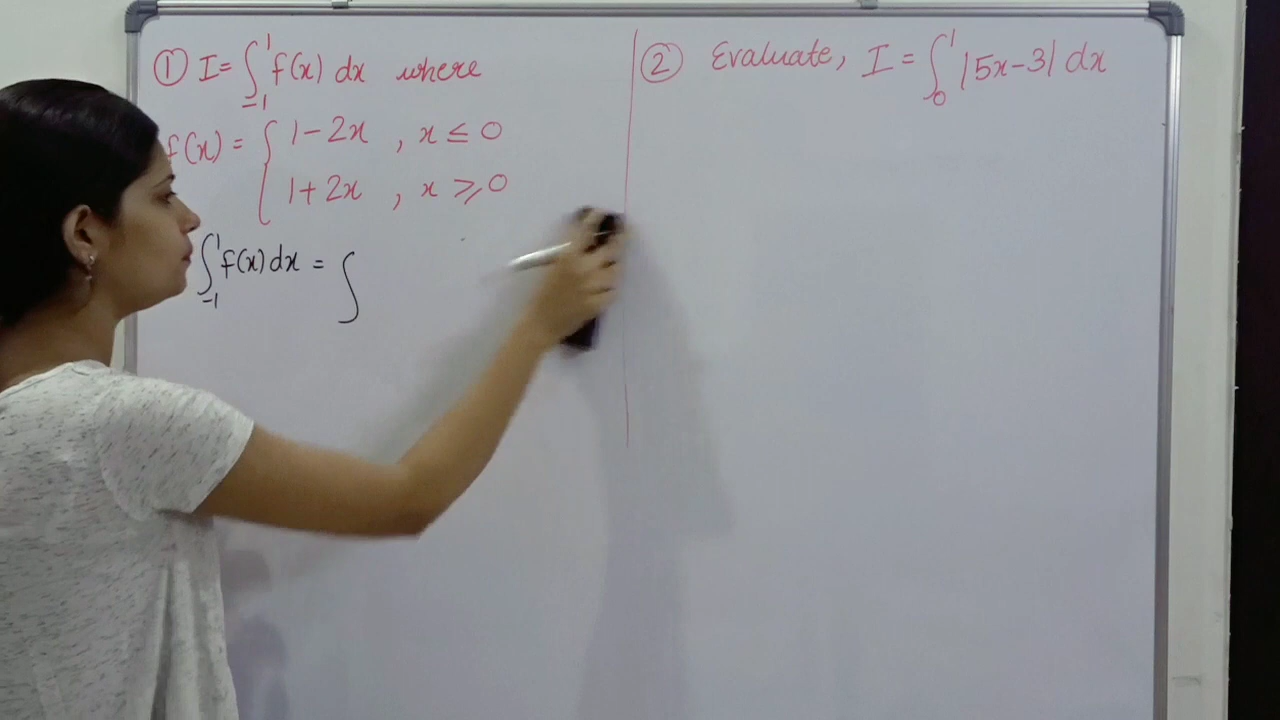 ① I = ∫₋₁¹ f(x) dx where
f(x) = { 1 - 2x , x ≤ 0
1 + 2x , x ≥ 0
∫₋₁¹ f(x) dx = ∫
② Evaluate, I = ∫₀¹ |5x - 3| dx